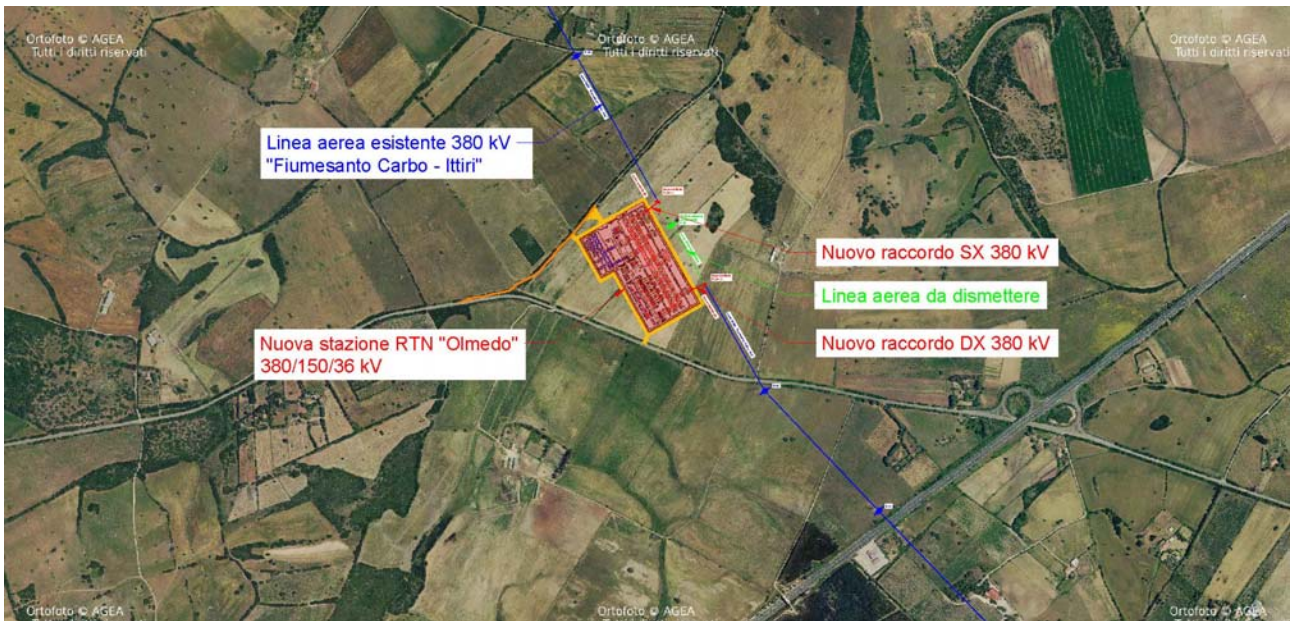 Ortofoto © AGEA
Tutti i diritti riservati
Ortofoto © AGEA
Tutti i diritti riservati
Ortofoto © AGEA
Tutti i diritti riservati
Linea aerea esistente 380 kV
"Fiumesanto Carbo - Ittiri"
Nuovo raccordo SX 380 kV
Linea aerea da dismettere
Nuovo raccordo DX 380 kV
Nuova stazione RTN "Olmedo"
380/150/36 kV
Ortofoto © AGEA
Ortofoto © AGEA
Ortofoto © AGEA